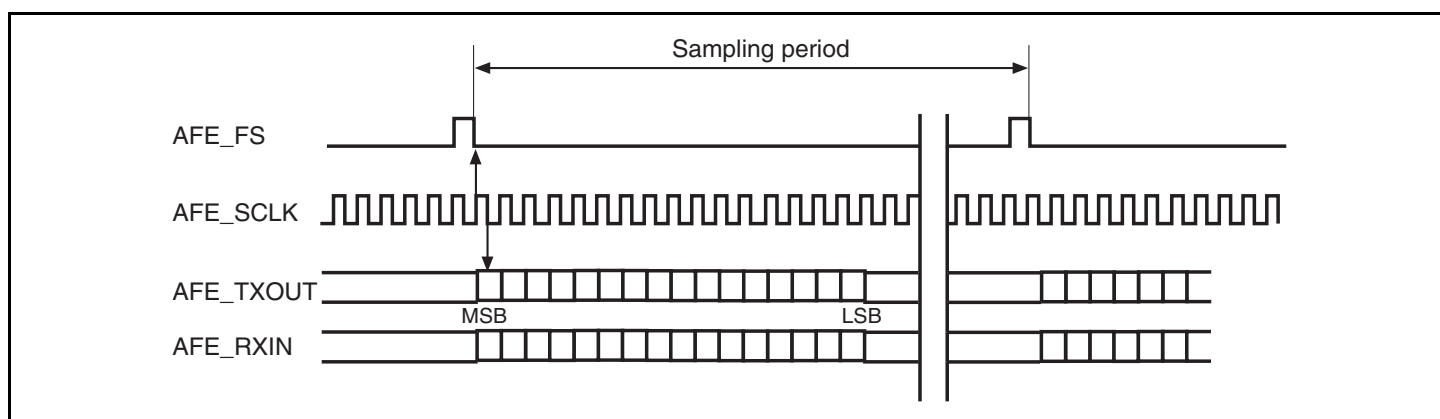 Sampling period
AFE_FS
AFE_SCLK
AFE_TXOUT
MSB LSB
AFE_RXIN